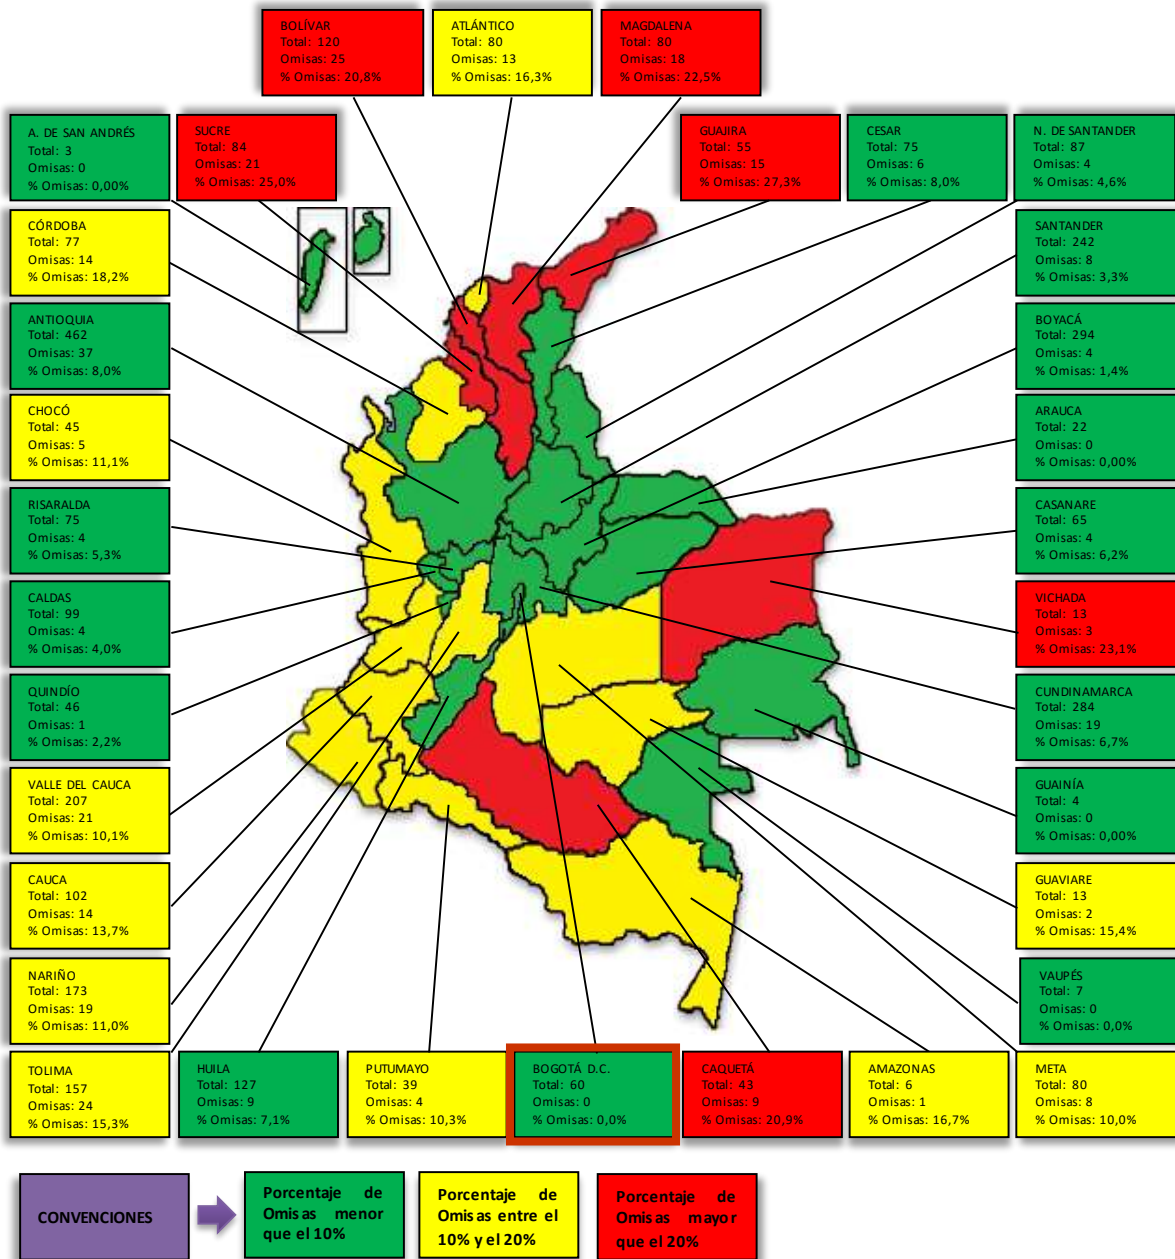 BOLÍVAR
Total: 120
Omisas: 25
% Omisas: 20,8%
ATLÁNTICO
Total: 80
Omisas: 13
% Omisas: 16,3%
MAGDALENA
Total: 80
Omisas: 18
% Omisas: 22,5%
A. DE SAN ANDRÉS
Total: 3
Omisas: 0
% Omisas: 0,00%
SUCRE
Total: 84
Omisas: 21
% Omisas: 25,0%
GUAJIRA
Total: 55
Omisas: 15
% Omisas: 27,3%
CESAR
Total: 75
Omisas: 6
% Omisas: 8,0%
N. DE SANTANDER
Total: 87
Omisas: 4
% Omisas: 4,6%
CÓRDOBA
Total: 77
Omisas: 14
% Omisas: 18,2%
SANTANDER
Total: 242
Omisas: 8
% Omisas: 3,3%
ANTIOQUIA
Total: 462
Omisas: 37
% Omisas: 8,0%
BOYACÁ
Total: 294
Omisas: 4
% Omisas: 1,4%
CHOCÓ
Total: 45
Omisas: 5
% Omisas: 11,1%
ARAUCA
Total: 22
Omisas: 0
% Omisas: 0,00%
RISARALDA
Total: 75
Omisas: 4
% Omisas: 5,3%
CASANARE
Total: 65
Omisas: 4
% Omisas: 6,2%
CALDAS
Total: 99
Omisas: 4
% Omisas: 4,0%
VICHADA
Total: 13
Omisas: 3
% Omisas: 23,1%
QUINDÍO
Total: 46
Omisas: 1
% Omisas: 2,2%
CUNDINAMARCA
Total: 284
Omisas: 19
% Omisas: 6,7%
VALLE DEL CAUCA
Total: 207
Omisas: 21
% Omisas: 10,1%
GUAINÍA
Total: 4
Omisas: 0
% Omisas: 0,00%
CAUCA
Total: 102
Omisas: 14
% Omisas: 13,7%
GUAVIARE
Total: 13
Omisas: 2
% Omisas: 15,4%
NARIÑO
Total: 173
Omisas: 19
% Omisas: 11,0%
VAUPÉS
Total: 7
Omisas: 0
% Omisas: 0,0%
TOLIMA
Total: 157
Omisas: 24
% Omisas: 15,3%
HUILA
Total: 127
Omisas: 9
% Omisas: 7,1%
PUTUMAYO
Total: 39
Omisas: 4
% Omisas: 10,3%
BOGOTÁ D.C.
Total: 60
Omisas: 0
% Omisas: 0,0%
CAQUETÁ
Total: 43
Omisas: 9
% Omisas: 20,9%
AMAZONAS
Total: 6
Omisas: 1
% Omisas: 16,7%
META
Total: 80
Omisas: 8
% Omisas: 10,0%
CONVENCIONES
Porcentaje de
Omisas menor
que el 10%
Porcentaje de
Omisas entre el
10% y el 20%
Porcentaje de
Omisas mayor
que el 20%